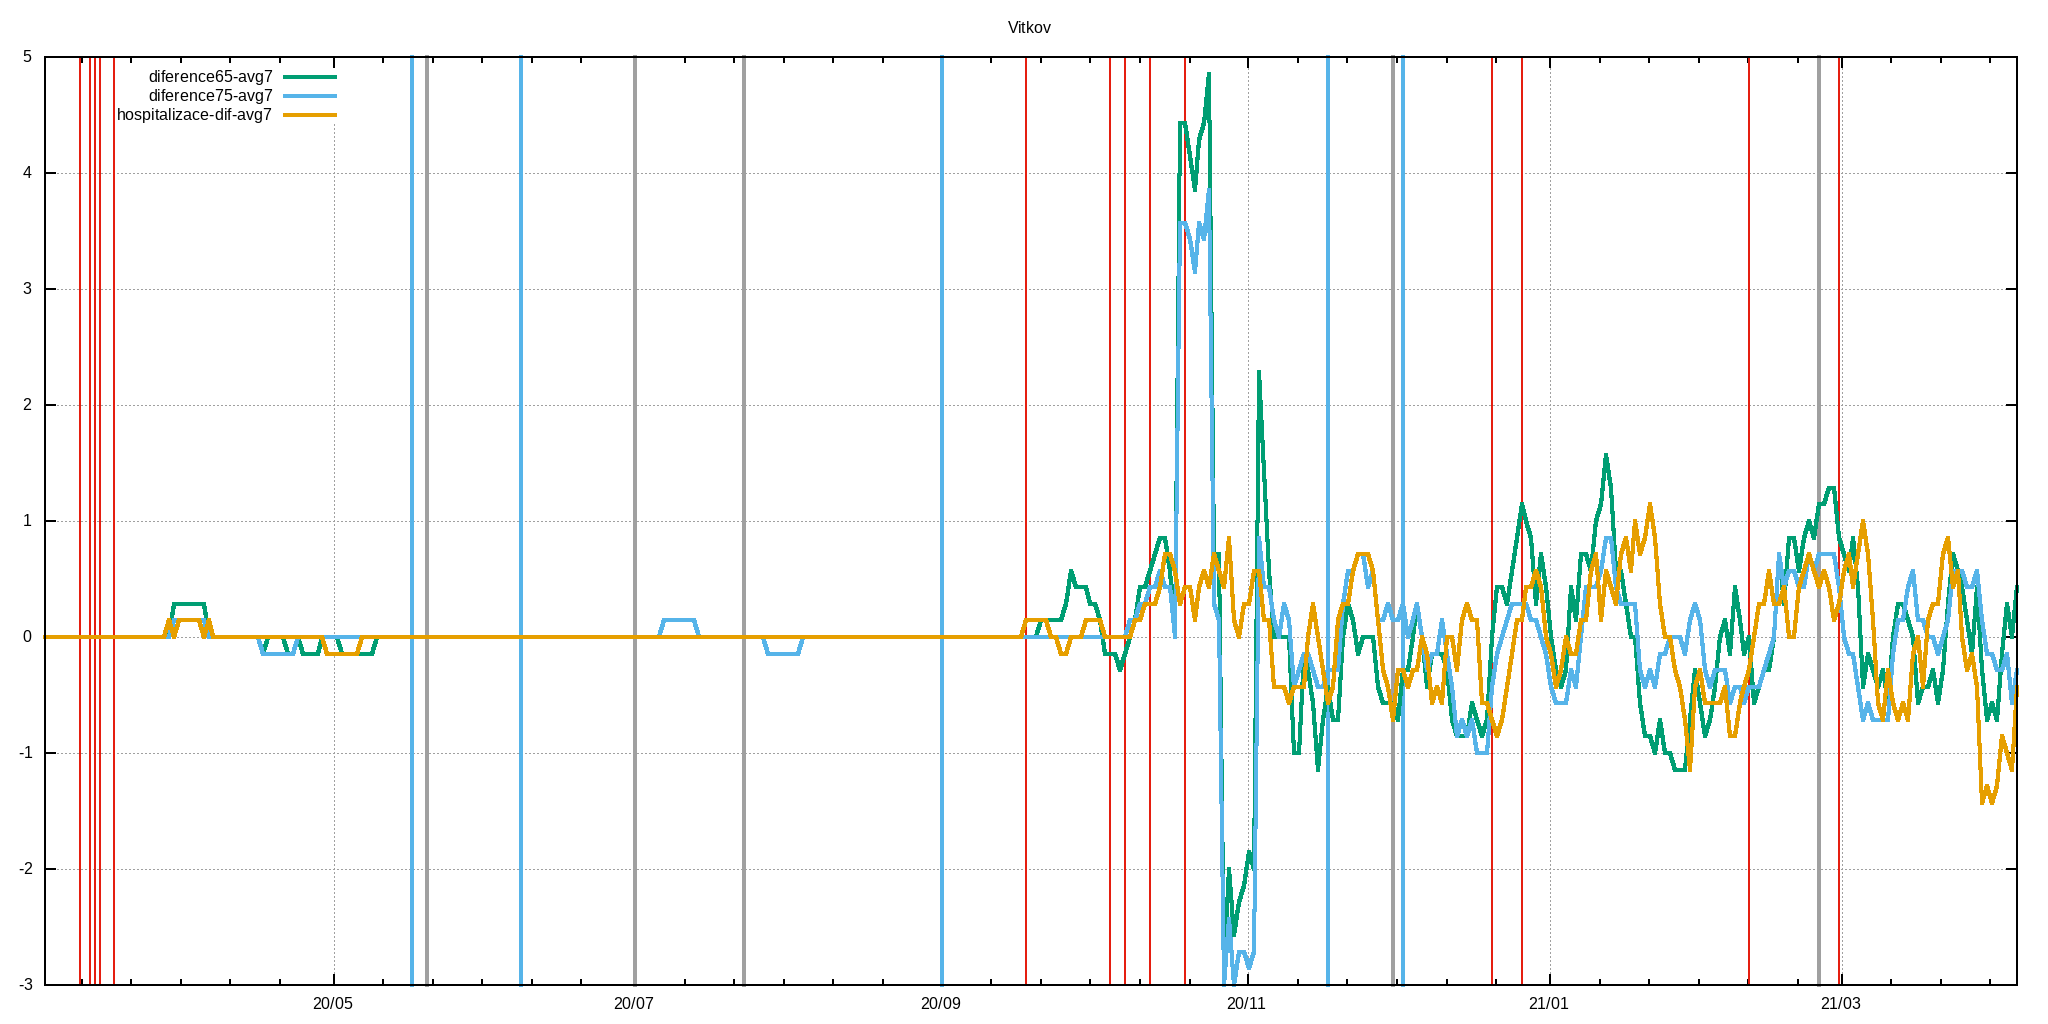 Vitkov
diference65-avg7
diference75-avg7
hospitalizace-dif-avg7
5
4
3
2
1
0
-1
-2
-3
20/05 20/07 20/09 20/11 21/01 21/03